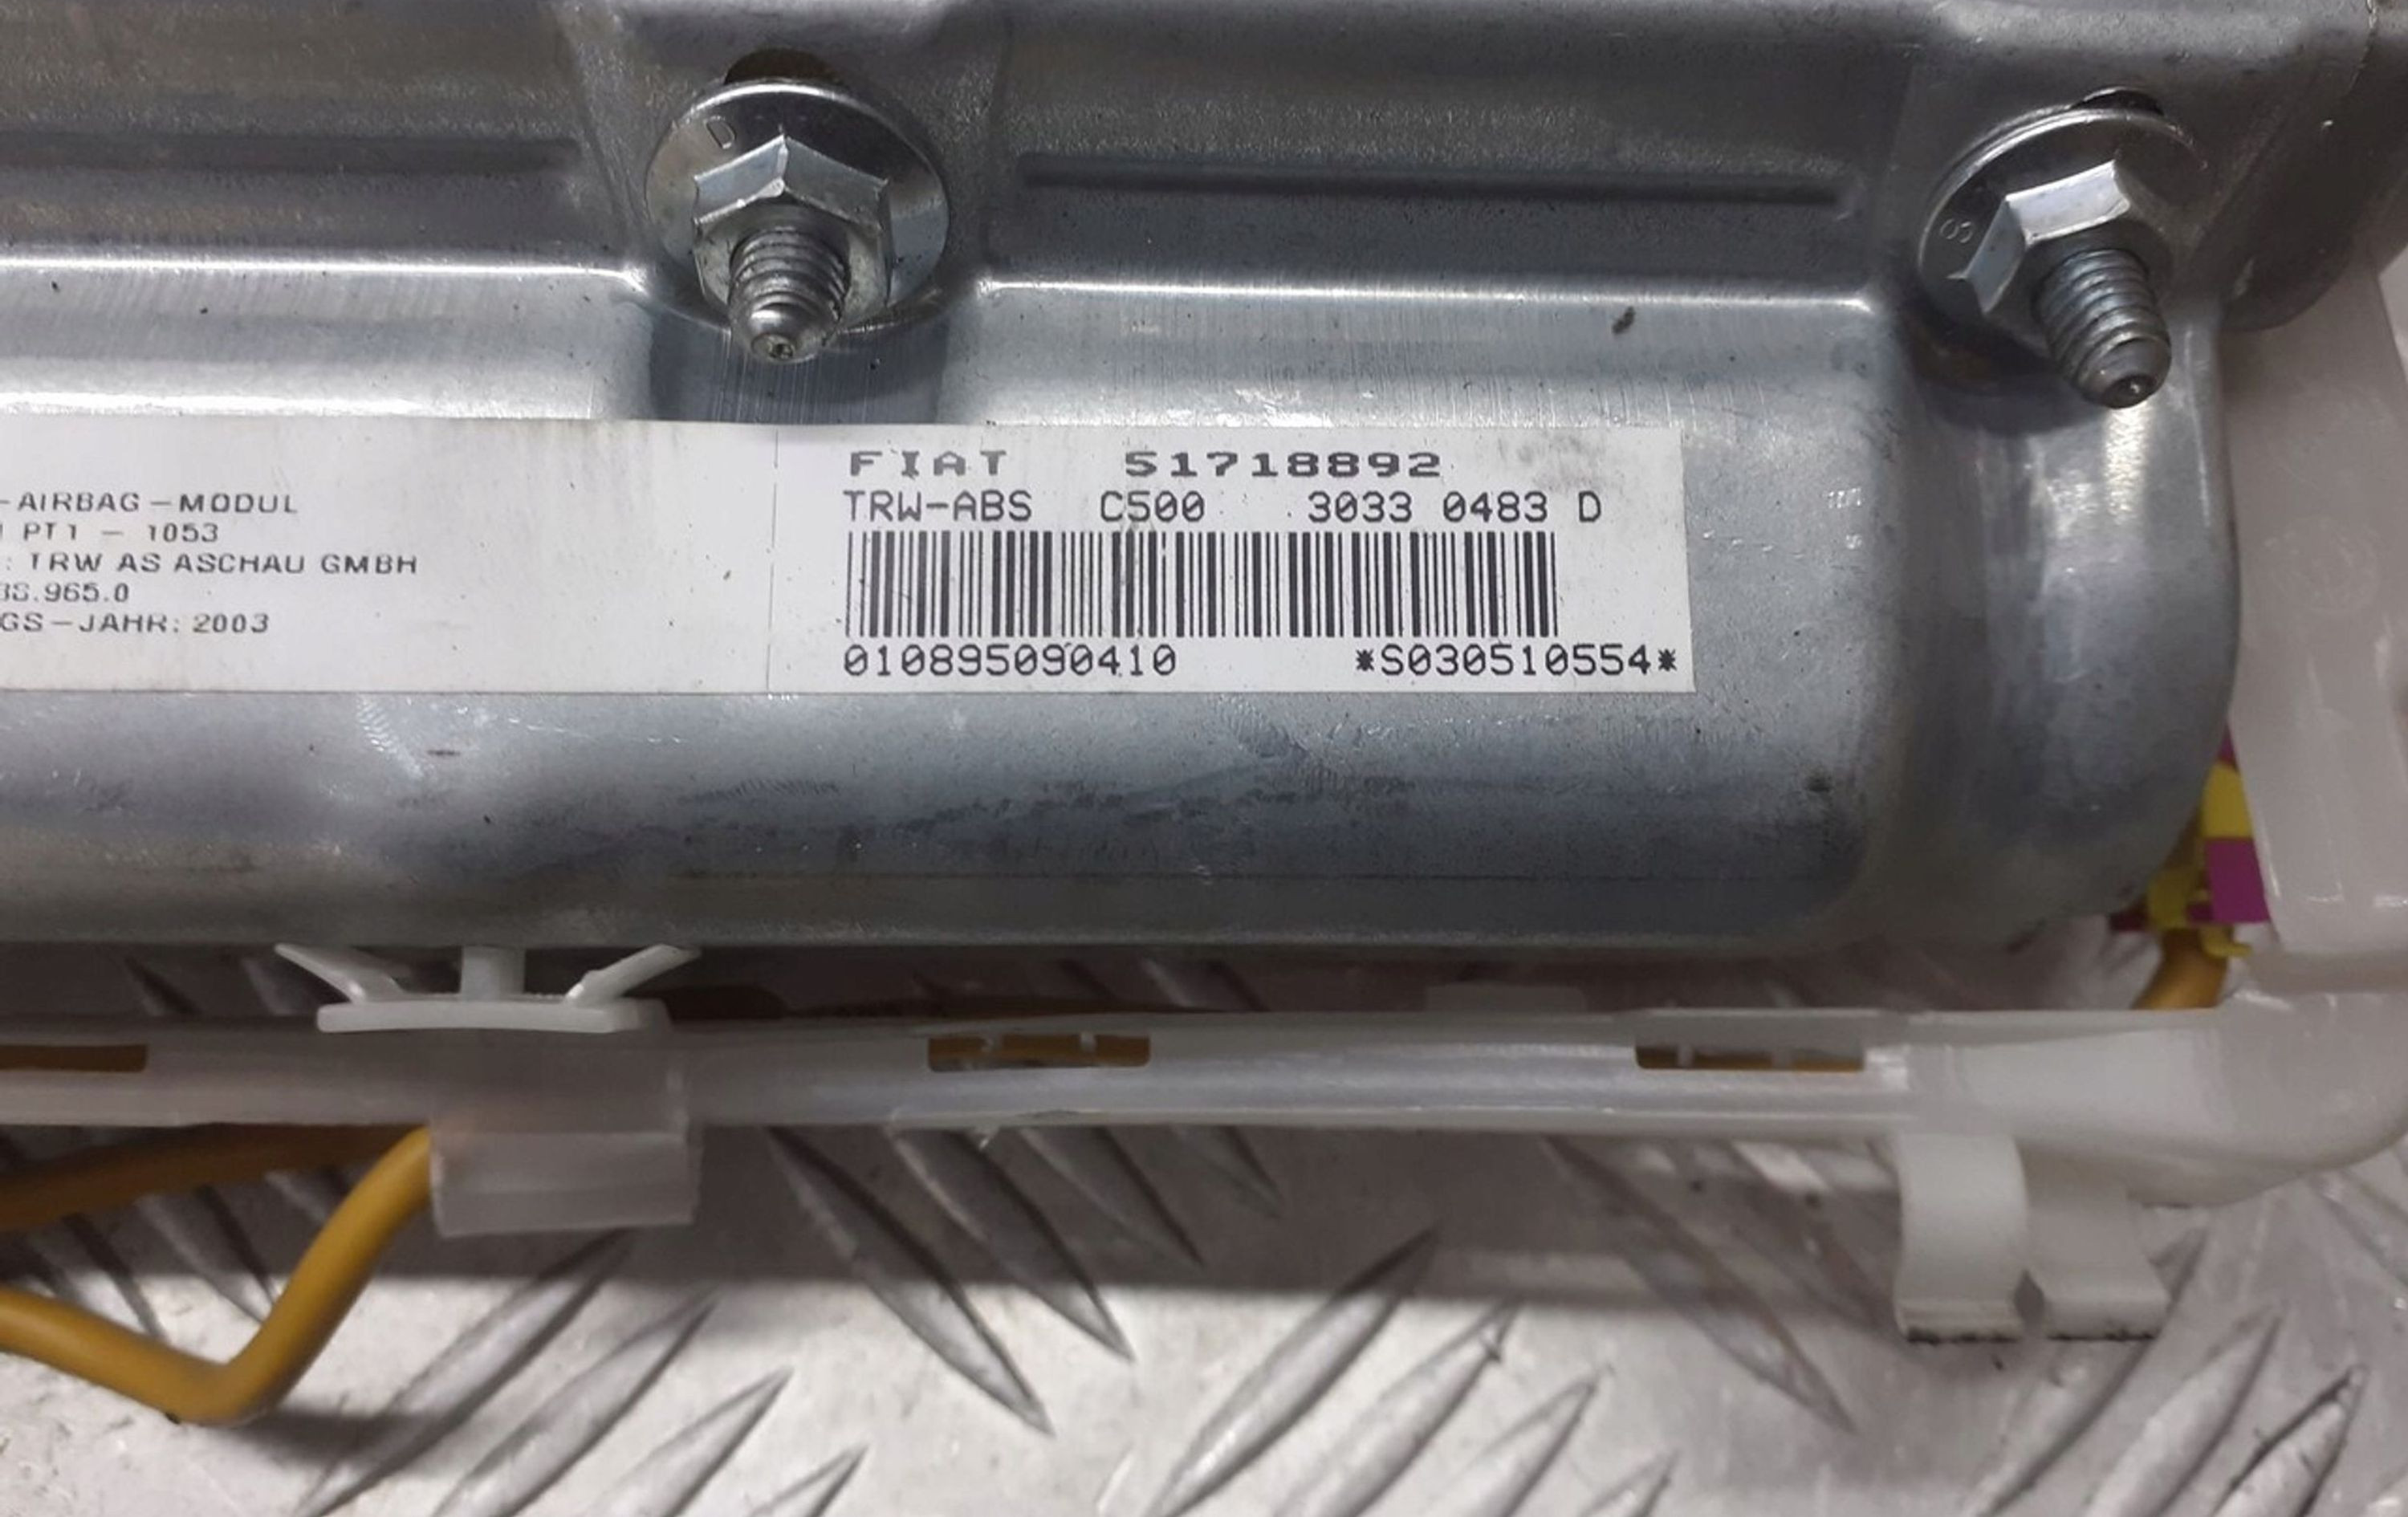 -AIRBAG-MODUL
PT1 - 1053
: TRW AS ASCHAU GMBH
.965.0
GS-JAHR: 2003
FIAT 51718892
TRW-ABS C500 3033 0483 D
010895090410 *S030510554*
D
8